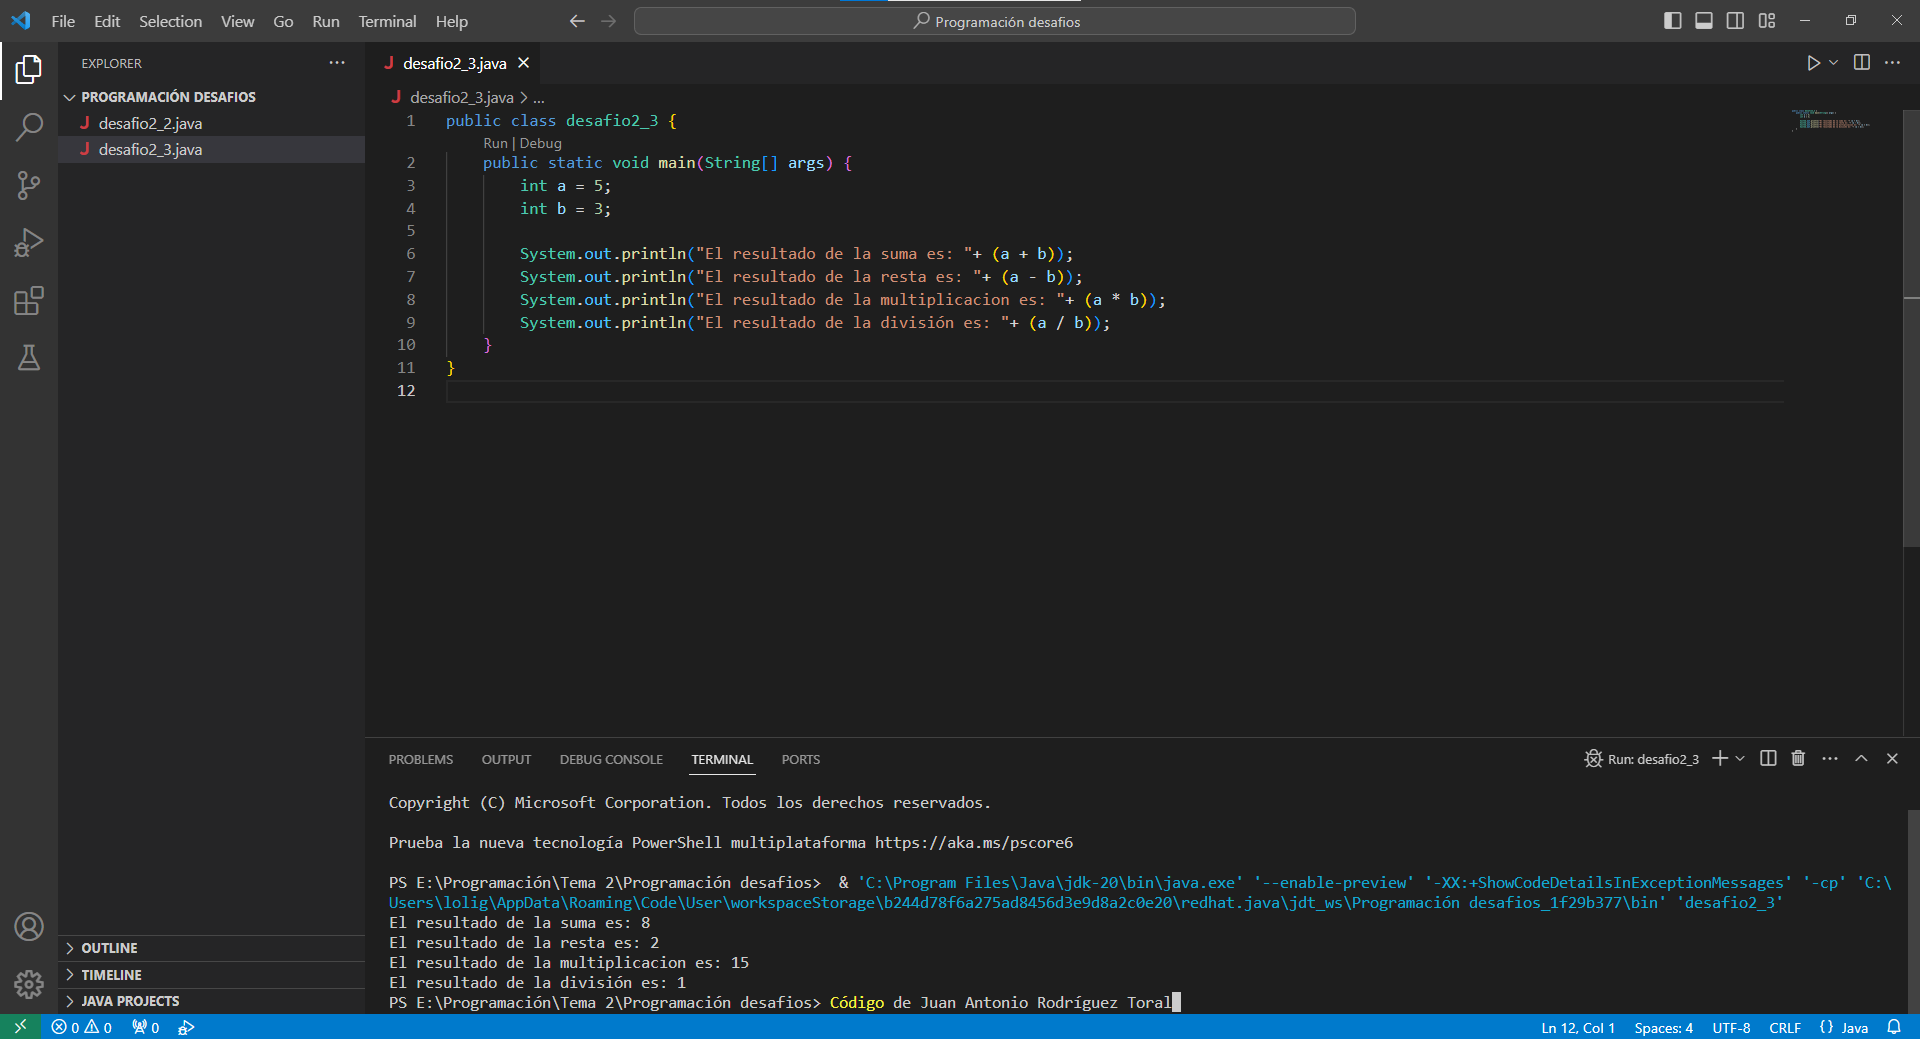 File Edit Selection View Go Run Terminal Help
Programación desafios
EXPLORER
PROGRAMACIÓN DESAFIOS
J desafio2_2.java
J desafio2_3.java
OUTLINE
TIMELINE
JAVA PROJECTS
J desafio2_3.java
J desafio2_3.java > ...
1 public class desafio2_3 {
Run | Debug
2 public static void main(String[] args) {
3 int a = 5;
4 int b = 3;
5
6 System.out.println("El resultado de la suma es: "+ (a + b));
7 System.out.println("El resultado de la resta es: "+ (a - b));
8 System.out.println("El resultado de la multiplicacion es: "+ (a * b));
9 System.out.println("El resultado de la división es: "+ (a / b));
10 }
11 }
12
PROBLEMS OUTPUT DEBUG CONSOLE TERMINAL PORTS
Run: desafio2_3
Copyright (C) Microsoft Corporation. Todos los derechos reservados.
Prueba la nueva tecnología PowerShell multiplataforma https://aka.ms/pscore6
PS E:\Programación\Tema 2\Programación desafios> & 'C:\Program Files\Java\jdk-20\bin\java.exe' '--enable-preview' '-XX:+ShowCodeDetailsInExceptionMessages' '-cp' 'C:\
Users\lolig\AppData\Roaming\Code\User\workspaceStorage\b244d78f6a275ad8456d3e9d8a2c0e20\redhat.java\jdt_ws\Programación desafios_1f29b377\bin' 'desafio2_3'
El resultado de la suma es: 8
El resultado de la resta es: 2
El resultado de la multiplicacion es: 15
El resultado de la división es: 1
PS E:\Programación\Tema 2\Programación desafios> Código de Juan Antonio Rodríguez Toral
0 0 0
Ln 12, Col 1 Spaces: 4 UTF-8 CRLF {} Java